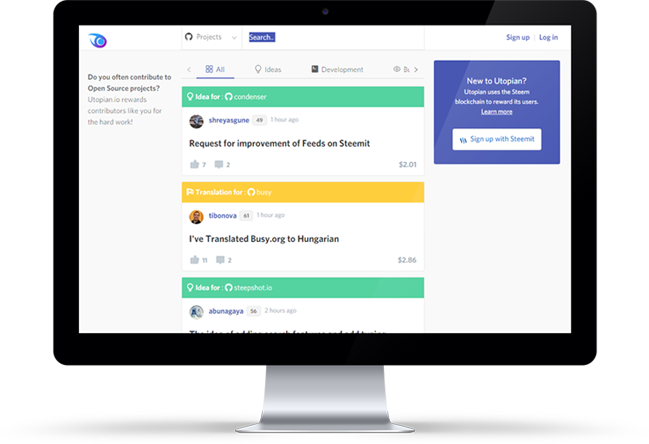 Projects
Search..
Sign up | Log in
Do you often contribute to
Open Source projects?
Utopian.io rewards
contributors like you for
the hard work!
All
Ideas
Development
New to Utopian?
Utopian uses the Steem
blockchain to reward its users.
Learn more
Sign up with Steemit
Idea for: condenser
shreyasgune 49 1 hour ago
Request for improvement of Feeds on Steemit
7 2 $2.01
Translation for: busy
tibonova 61 1 hour ago
I've Translated Busy.org to Hungarian
11 2 $2.86
Idea for: steepshot.io
abunagaya 56 2 hours ago